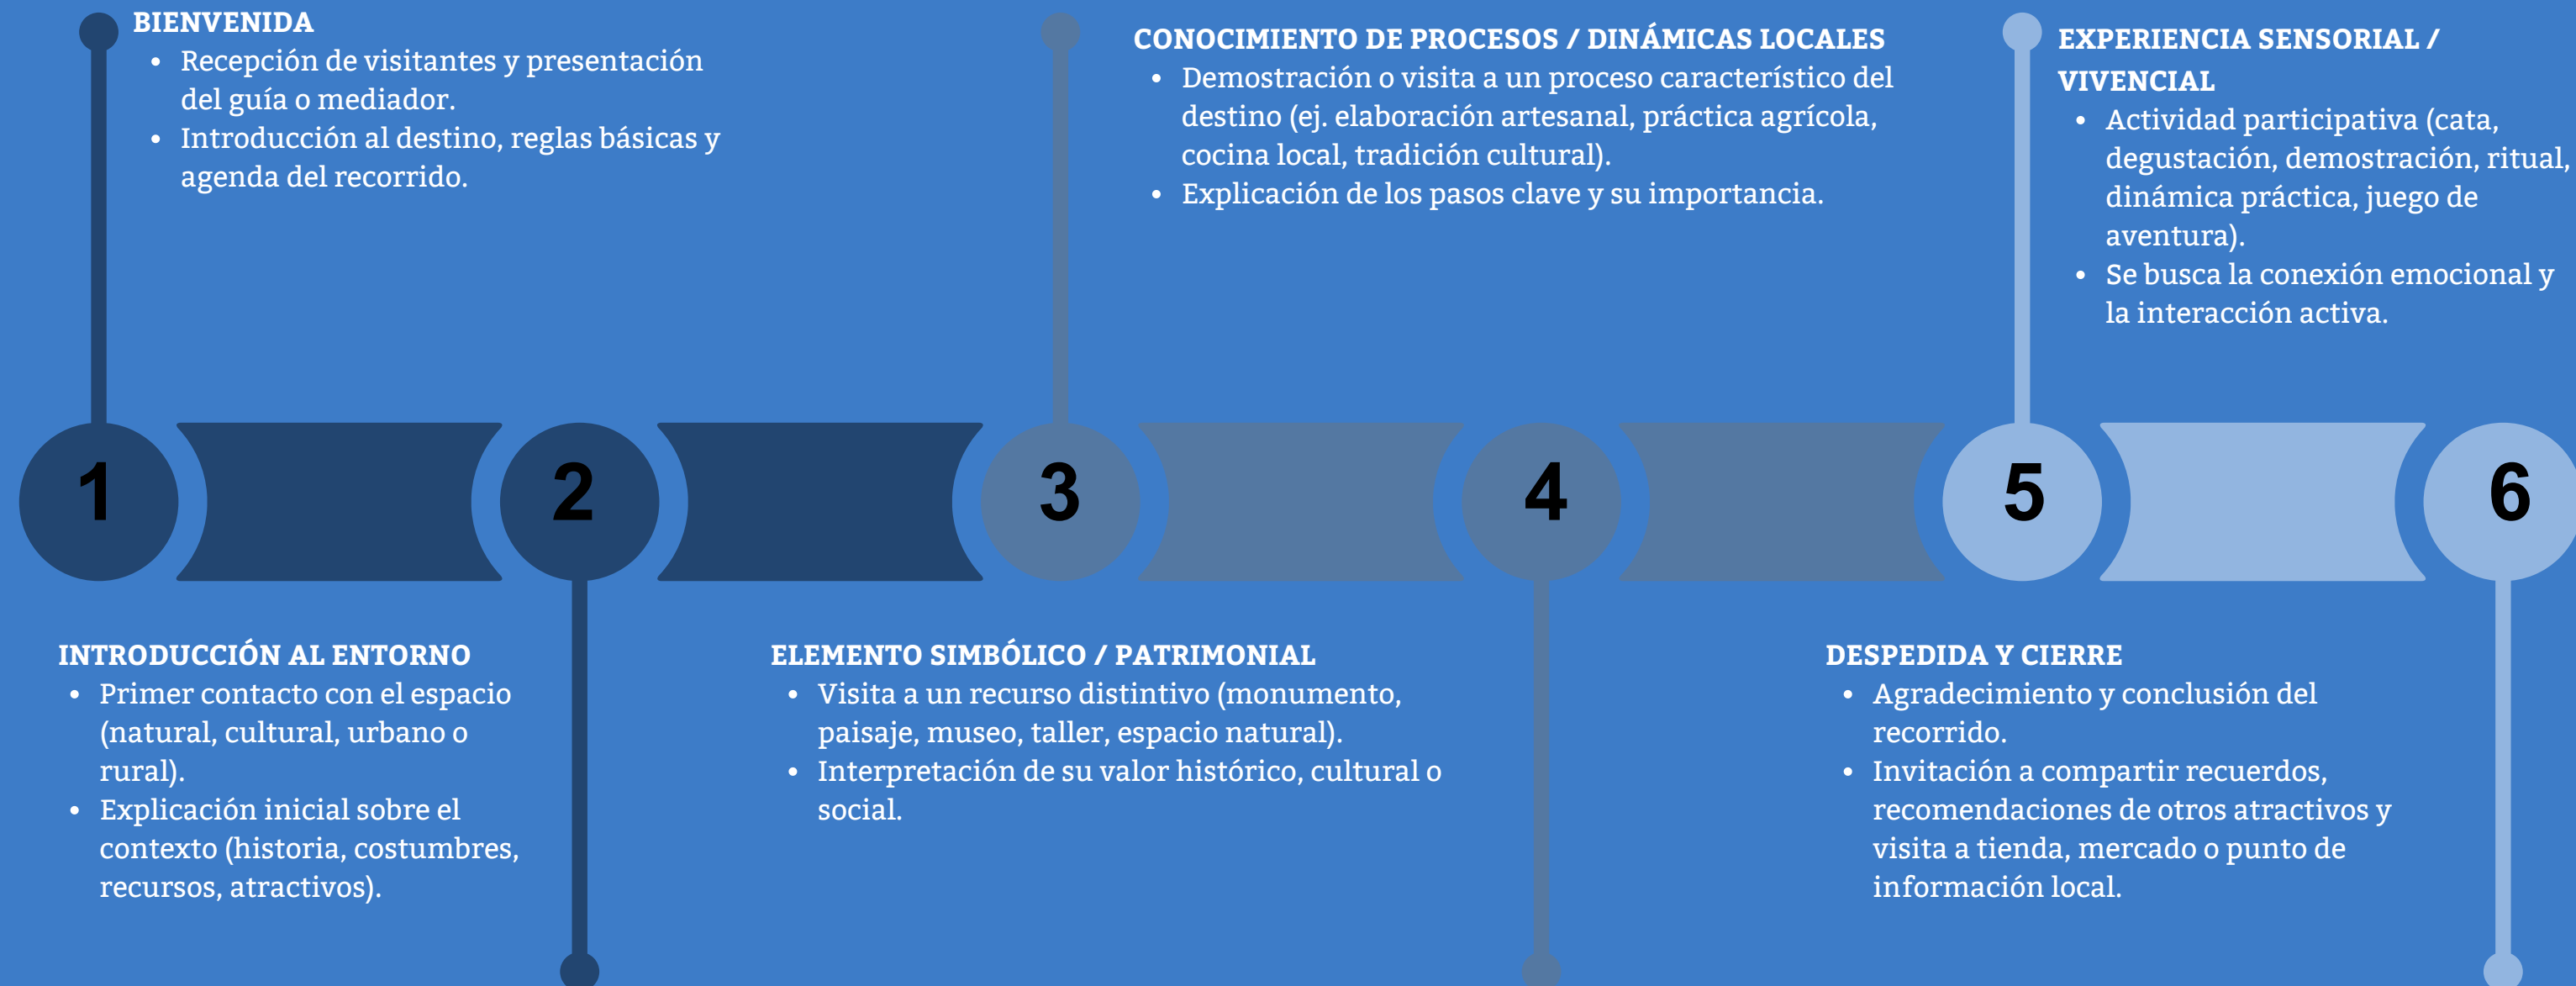 BIENVENIDA
• Recepción de visitantes y presentación
del guía o mediador.
• Introducción al destino, reglas básicas y
agenda del recorrido.
CONOCIMIENTO DE PROCESOS / DINÁMICAS LOCALES
• Demostración o visita a un proceso característico del
destino (ej. elaboración artesanal, práctica agrícola,
cocina local, tradición cultural).
• Explicación de los pasos clave y su importancia.
EXPERIENCIA SENSORIAL /
VIVENCIAL
• Actividad participativa (cata,
degustación, demostración, ritual,
dinámica práctica, juego de
aventura).
• Se busca la conexión emocional y
la interacción activa.
1
2
3
4
5
6
INTRODUCCIÓN AL ENTORNO
• Primer contacto con el espacio
(natural, cultural, urbano o
rural).
• Explicación inicial sobre el
contexto (historia, costumbres,
recursos, atractivos).
ELEMENTO SIMBÓLICO / PATRIMONIAL
• Visita a un recurso distintivo (monumento,
paisaje, museo, taller, espacio natural).
• Interpretación de su valor histórico, cultural o
social.
DESPEDIDA Y CIERRE
• Agradecimiento y conclusión del
recorrido.
• Invitación a compartir recuerdos,
recomendaciones de otros atractivos y
visita a tienda, mercado o punto de
información local.